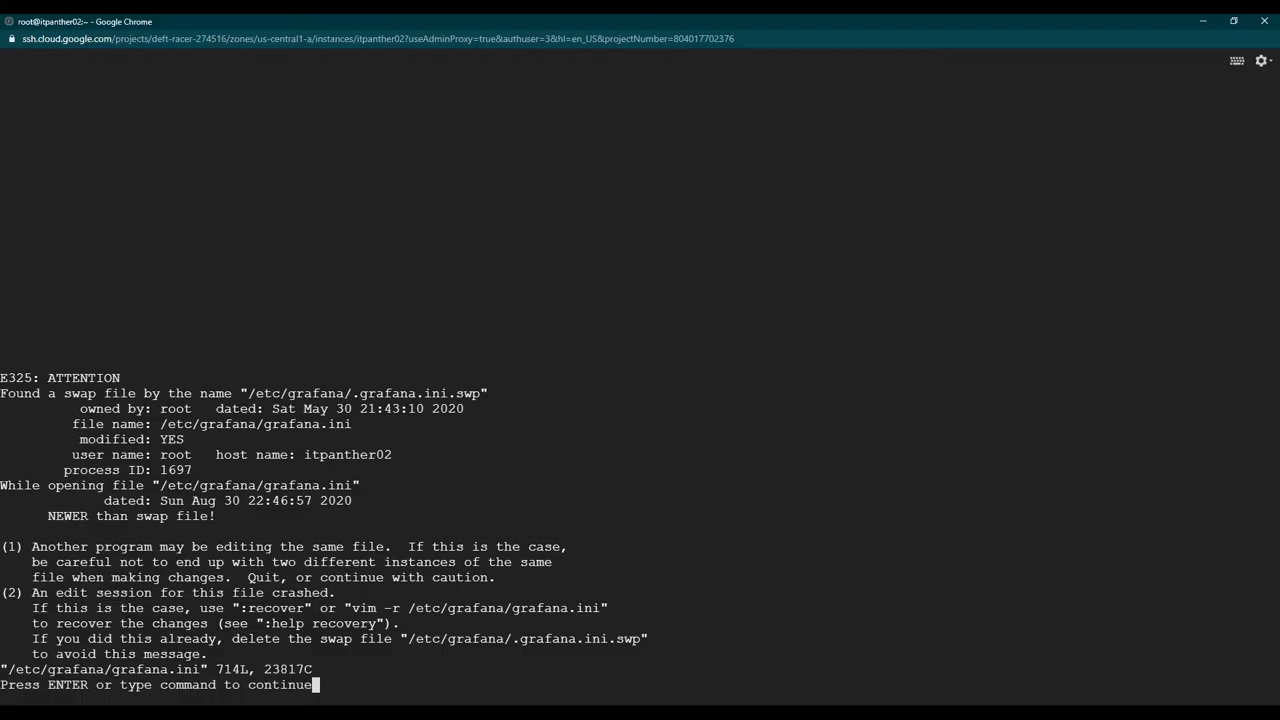 root@itpanther02:~ - Google Chrome
ssh.cloud.google.com/projects/deft-racer-274516/zones/us-central1-a/instances/itpanther02?useAdminProxy=true&authuser=3&hl=en_US&projectNumber=804017702376
E325: ATTENTION
Found a swap file by the name "/etc/grafana/.grafana.ini.swp"
owned by: root   dated: Sat May 30 21:43:10 2020
file name: /etc/grafana/grafana.ini
modified: YES
user name: root   host name: itpanther02
process ID: 1697
While opening file "/etc/grafana/grafana.ini"
dated: Sun Aug 30 22:46:57 2020
NEWER than swap file!
(1) Another program may be editing the same file.  If this is the case,
be careful not to end up with two different instances of the same
file when making changes.  Quit, or continue with caution.
(2) An edit session for this file crashed.
If this is the case, use ":recover" or "vim -r /etc/grafana/grafana.ini"
to recover the changes (see ":help recovery").
If you did this already, delete the swap file "/etc/grafana/.grafana.ini.swp"
to avoid this message.
"/etc/grafana/grafana.ini" 714L, 23817C
Press ENTER or type command to continue